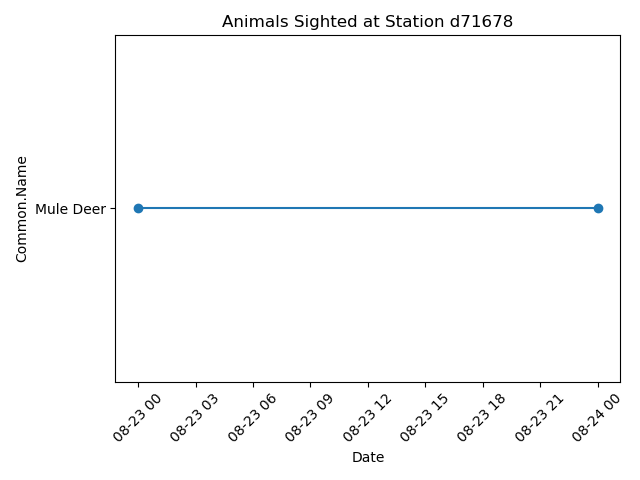 Animals Sighted at Station d71678
Common.Name
Mule Deer
08-23 00
08-23 03
08-23 06
08-23 09
08-23 12
08-23 15
08-23 18
08-23 21
08-24 00
Date